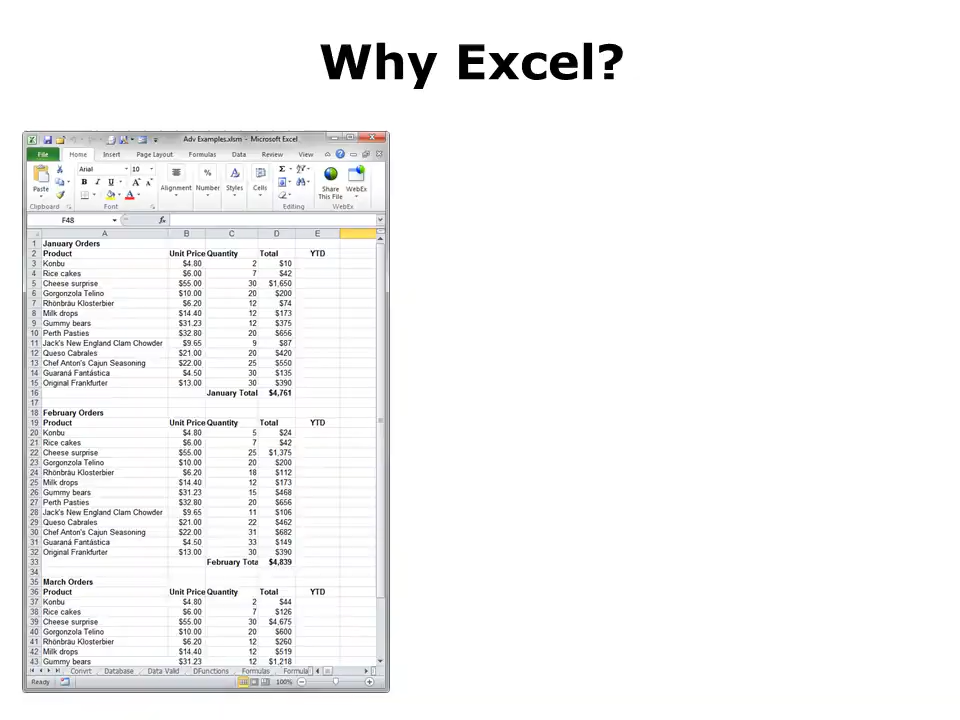 Why Excel?
Adv Examples.xlsm - Microsoft Excel
File Home Insert Page Layout Formulas Data Review View
Arial 10
Paste B I U A A Alignment Number Styles Cells Share This File WebEx
Clipboard Font Editing WebEx
F48 fx
A B C D E
1 January Orders
2 Product Unit Price Quantity Total YTD
3 Konbu $4.80 2 $10
4 Rice cakes $6.00 7 $42
5 Cheese surprise $55.00 30 $1,650
6 Gorgonzola Telino $10.00 20 $200
7 Rhönbräu Klosterbier $6.20 12 $74
8 Milk drops $14.40 12 $173
9 Gummy bears $31.23 12 $375
10 Perth Pasties $32.80 20 $656
11 Jack's New England Clam Chowder $9.65 9 $87
12 Queso Cabrales $21.00 20 $420
13 Chef Anton's Cajun Seasoning $22.00 25 $550
14 Guaraná Fantástica $4.50 30 $135
15 Original Frankfurter $13.00 30 $390
16 January Total $4,761
17
18 February Orders
19 Product Unit Price Quantity Total YTD
20 Konbu $4.80 5 $24
21 Rice cakes $6.00 7 $42
22 Cheese surprise $55.00 25 $1,375
23 Gorgonzola Telino $10.00 20 $200
24 Rhönbräu Klosterbier $6.20 18 $112
25 Milk drops $14.40 12 $173
26 Gummy bears $31.23 15 $468
27 Perth Pasties $32.80 20 $656
28 Jack's New England Clam Chowder $9.65 11 $106
29 Queso Cabrales $21.00 22 $462
30 Chef Anton's Cajun Seasoning $22.00 31 $682
31 Guaraná Fantástica $4.50 33 $149
32 Original Frankfurter $13.00 30 $390
33 February Tota $4,839
34
35 March Orders
36 Product Unit Price Quantity Total YTD
37 Konbu $4.80 2 $44
38 Rice cakes $6.00 7 $126
39 Cheese surprise $55.00 30 $4,675
40 Gorgonzola Telino $10.00 20 $600
41 Rhönbräu Klosterbier $6.20 12 $260
42 Milk drops $14.40 12 $519
43 Gummy bears $31.23 12 $1,218
Convrt Database Data Valid DFunctions Formulas Formula
Ready 100%